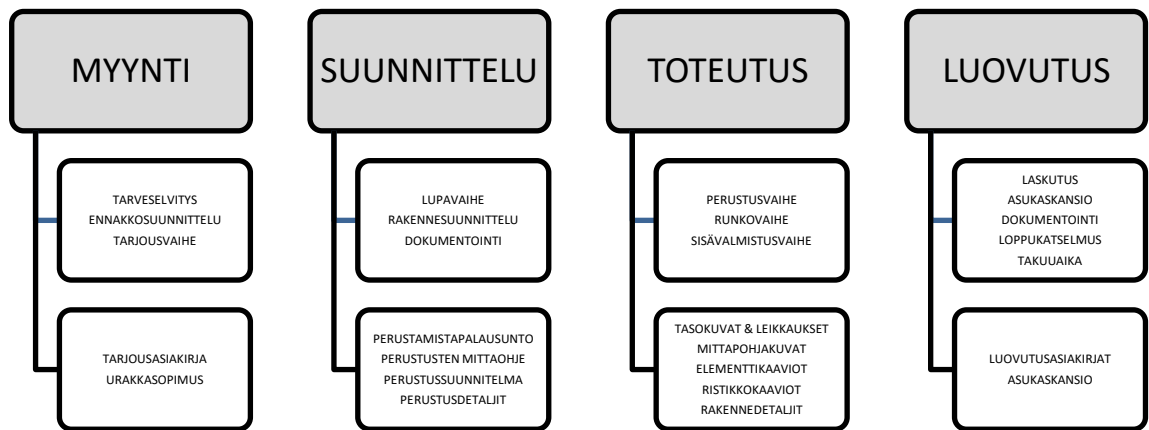 MYYNTI
TARVESELVITYS
ENNAKKOSUUNNITTELU
TARJOUSVAIHE
TARJOUSASIAKIRJA
URAKKASOPIMUS
SUUNNITTELU
LUPAVAIHE
RAKENNESUUNNITTELU
DOKUMENTOINTI
PERUSTAMISTAPALAUSUNTO
PERUSTUSTEN MITTAOHJE
PERUSTUSSUUNNITELMA
PERUSTUSDETALJIT
TOTEUTUS
PERUSTUSVAIHE
RUNKOVAIHE
SISÄVALMISTUSVAIHE
TASOKUVAT & LEIKKAUKSET
MITTAPOHJAKUVAT
ELEMENTTIKAAVIOT
RISTIKKOKAAVIOT
RAKENNEDETALJIT
LUOVUTUS
LASKUTUS
ASUKASKANSIO
DOKUMENTOINTI
LOPPUKATSELMUS
TAKUUAIKA
LUOVUTUSASIAKIRJAT
ASUKASKANSIO